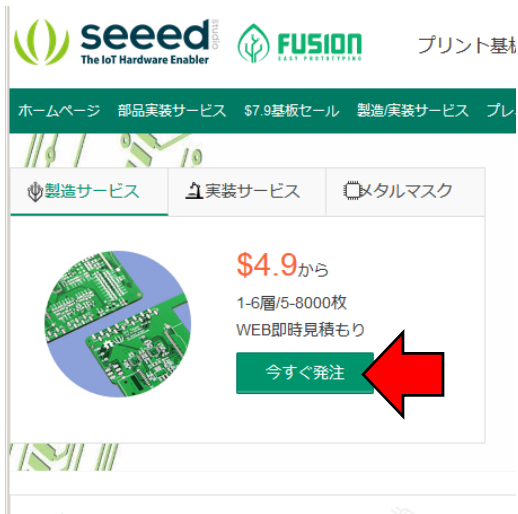 seeed studio
The IoT Hardware Enabler
FUSION
EASY PROTOTYPING
プリント基
ホームページ 部品実装サービス $7.9基板セール 製造/実装サービス プレ
製造サービス 実装サービス メタルマスク
$4.9から
1-6層/5-8000枚
WEB即時見積もり
今すぐ発注